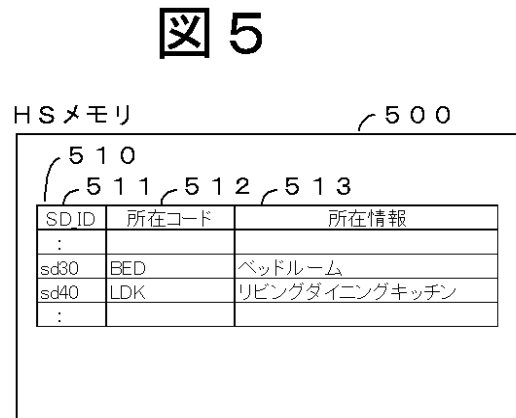 図5
HSメモリ 500
510
511 512 513
SD_ID 所在コード 所在情報
:
sd30 BED ベッドルーム
sd40 LDK リビングダイニングキッチン
: